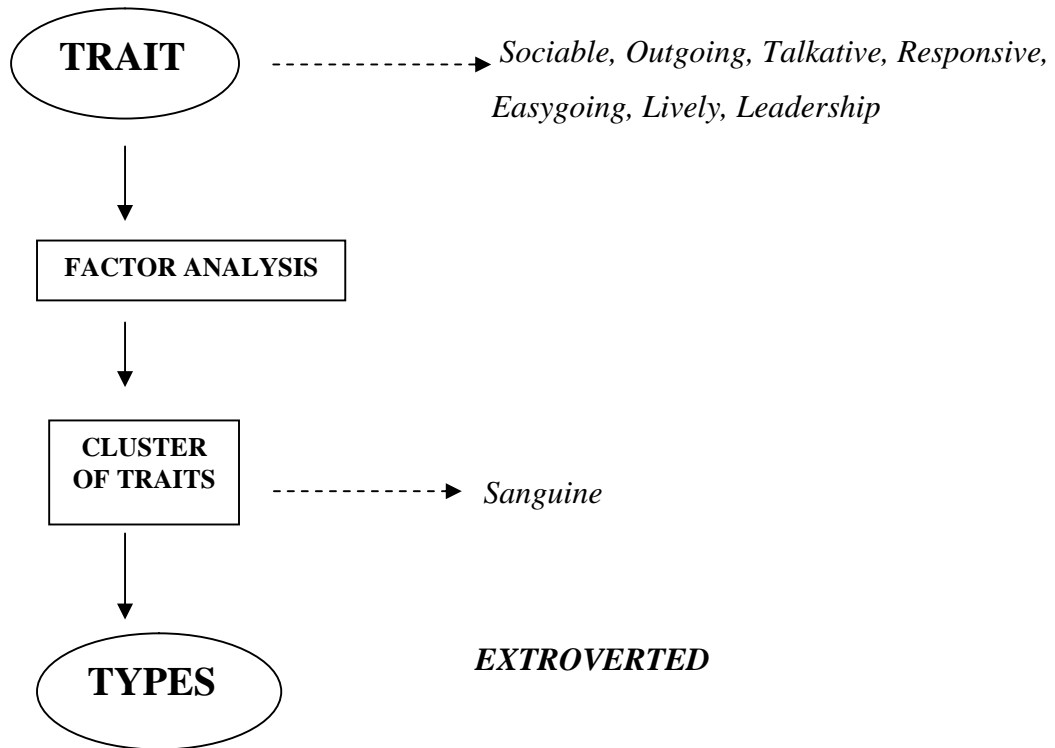 TRAIT
Sociable, Outgoing, Talkative, Responsive,
Easygoing, Lively, Leadership
FACTOR ANALYSIS
CLUSTER
OF TRAITS
Sanguine
TYPES
EXTROVERTED